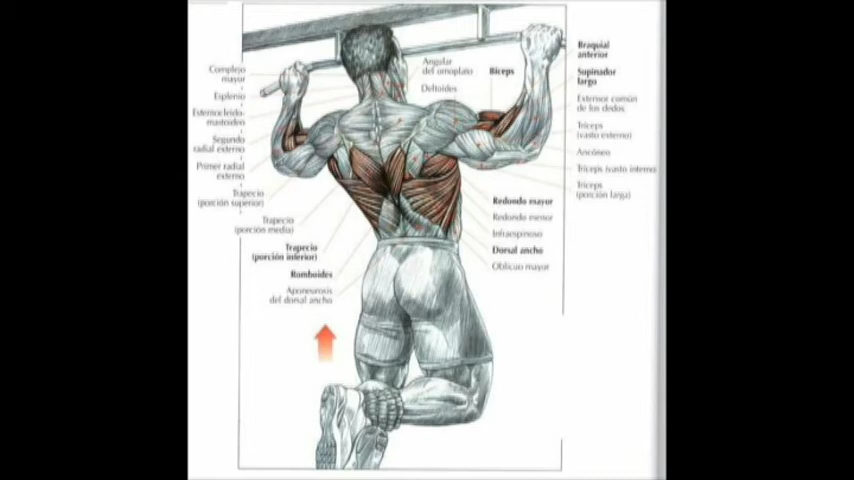 Complejo
mayor
Esplenio
Esternocleido-
mastoideo
Segundo
radial externo
Primer radial
externo
Trapecio
(porción superior)
Trapecio
(porción media)
Trapecio
(porción inferior)
Romboides
Aponeurosis
del dorsal ancho
Angular
del omoplato
Deltoides
Bíceps
Braquial
anterior
Supinador
largo
Extensor común
de los dedos
Tríceps
(vasto externo)
Ancóneo
Tríceps (vasto interno)
Tríceps
(porción larga)
Redondo mayor
Redondo menor
Infraespinoso
Dorsal ancho
Oblicuo mayor